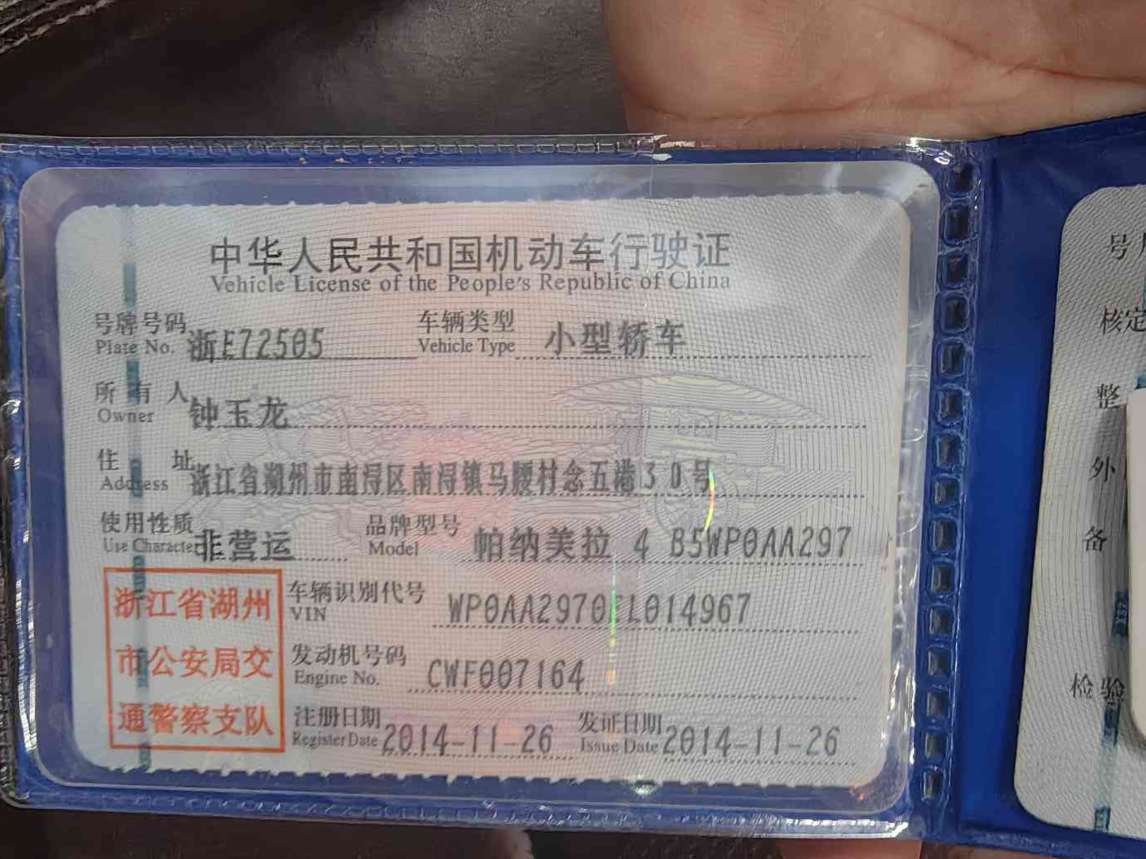 中华人民共和国机动车行驶证
Vehicle License of the People's Republic of China
号牌号码 浙E72505 车辆类型 小型轿车
Plate No. Vehicle Type
所有人 钟玉龙
Owner
住址 浙江省湖州市南浔区南浔镇马腰村念五港30号
Address
使用性质 非营运 品牌型号 帕纳美拉 4 BSWP0AA297
Use Character Model
浙江省湖州
市公安局交
通警察支队
车辆识别代号 WP0AA2970EL014967
VIN
发动机号码 CWF007164
Engine No.
注册日期 2014-11-26 发证日期 2014-11-26
Register Date Issue Date
号
核定
整
外
备
检验